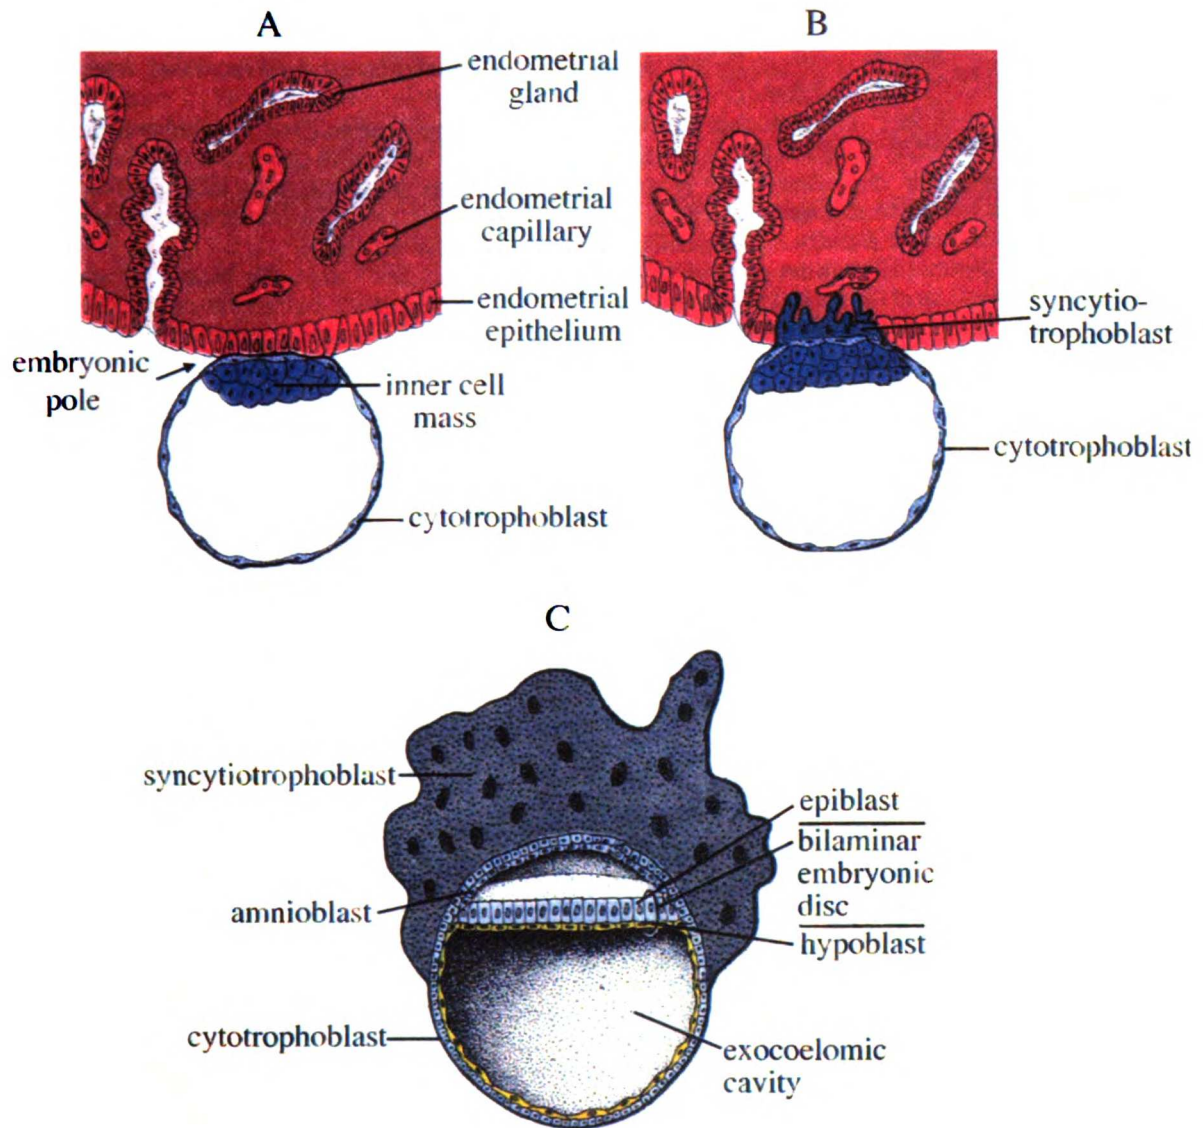 A
endometrial
gland
endometrial
capillary
endometrial
epithelium
embryonic
pole
inner cell
mass
cytotrophoblast
B
syncytio-
trophoblast
cytotrophoblast
C
syncytiotrophoblast
epiblast
bilaminar
embryonic
disc
hypoblast
amnioblast
cytotrophoblast
exocoelomic
cavity